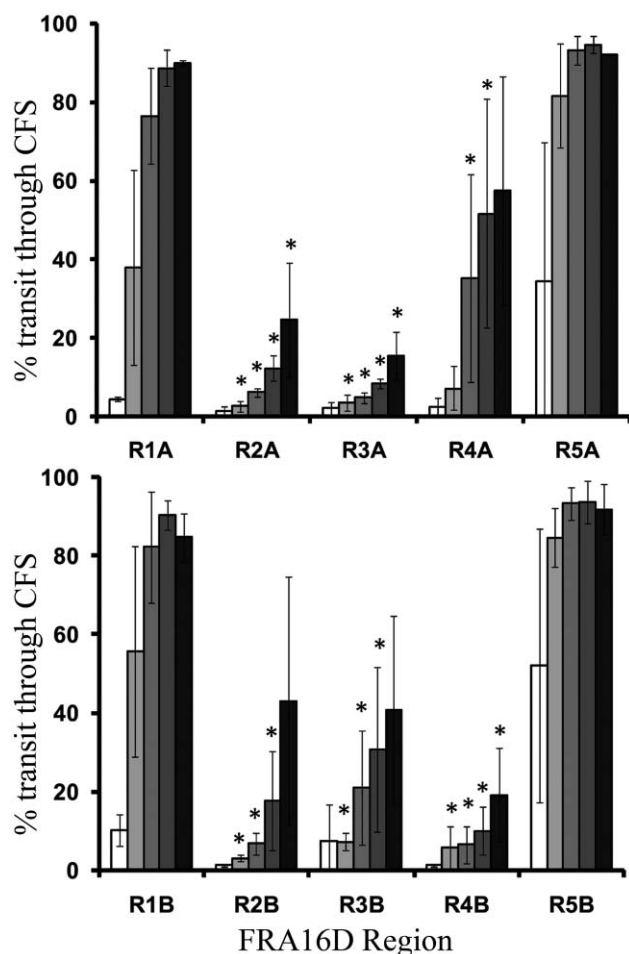 % transit through CFS
100
80
60
40
20
0
* * * * * * * * * *
R1A R2A R3A R4A R5A
% transit through CFS
100
80
60
40
20
0
* * * * * * * * * *
R1B R2B R3B R4B R5B
FRA16D Region